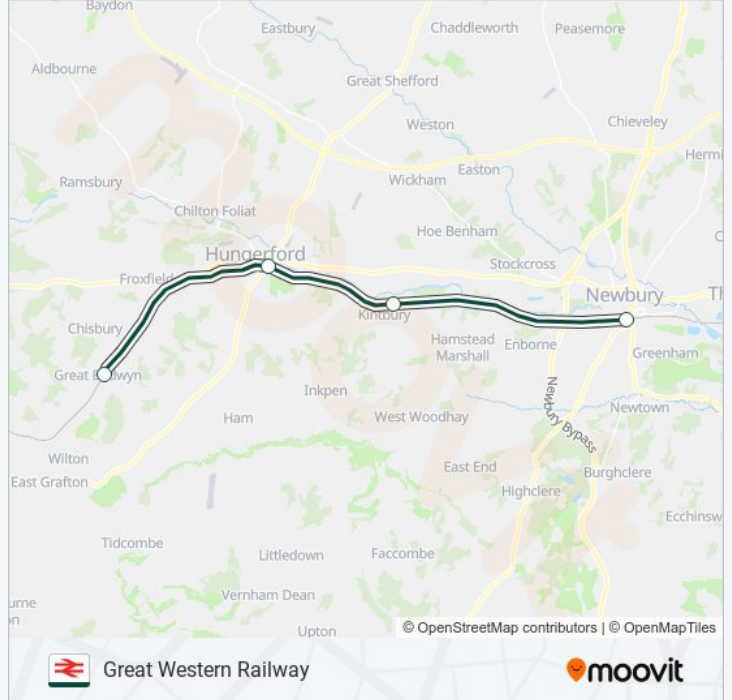 Baydon
Eastbury
Chaddleworth
Peasemore
Aldbourne
Great Shefford
Weston
Chieveley
Hermi
Easton
Wickham
Ramsbury
Chilton Foliat
Hoe Benham
Hungerford
Stockcross
Froxfield
Newbury
Th
Kintbury
Chisbury
Hamstead
Marshall
Enborne
Greenham
Great Bedwyn
Inkpen
Newbury Bypass
Newtown
Ham
West Woodhay
Wilton
East End
Burghclere
East Grafton
Highclere
Ecchinsw
Tidcombe
Littledown
Faccombe
Vernham Dean
urne
on
Upton
© OpenStreetMap contributors | © OpenMapTiles
Great Western Railway
moovit